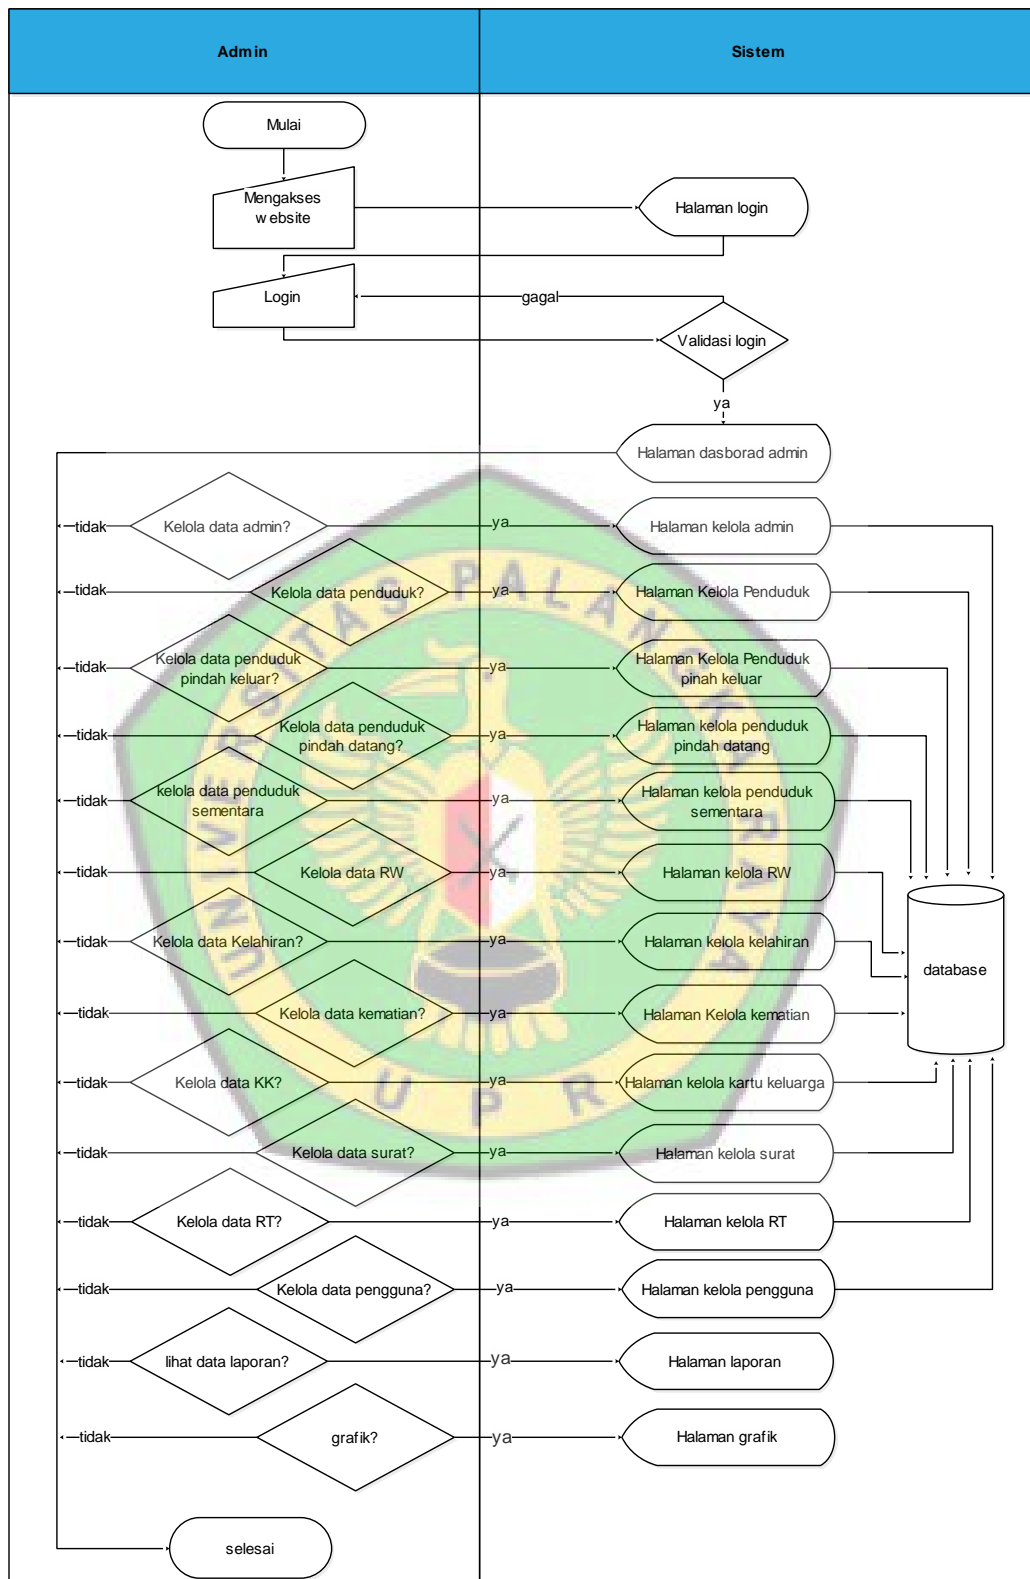 Admin
Sistem
Mulai
Mengakses
website
Halaman login
Login
gagal
Validasi login
ya
Halaman dasborad admin
tidak
Kelola data admin?
ya
Halaman kelola admin
tidak
Kelola data penduduk?
ya
Halaman Kelola Penduduk
tidak
Kelola data penduduk
pindah keluar?
ya
Halaman Kelola Penduduk
pinah keluar
tidak
Kelola data penduduk
pindah datang?
ya
Halaman kelola penduduk
pindah datang
tidak
kelola data penduduk
sementara
ya
Halaman kelola penduduk
sementara
tidak
Kelola data RW
ya
Halaman kelola RW
tidak
Kelola data Kelahiran?
ya
Halaman kelola kelahiran
database
tidak
Kelola data kematian?
ya
Halaman Kelola kematian
tidak
Kelola data KK?
ya
Halaman kelola kartu keluarga
tidak
Kelola data surat?
ya
Halaman kelola surat
tidak
Kelola data RT?
ya
Halaman kelola RT
tidak
Kelola data pengguna?
ya
Halaman kelola pengguna
tidak
lihat data laporan?
ya
Halaman laporan
tidak
grafik?
ya
Halaman grafik
selesai
UNIVERSITAS PALANGKA RAYA
UPR